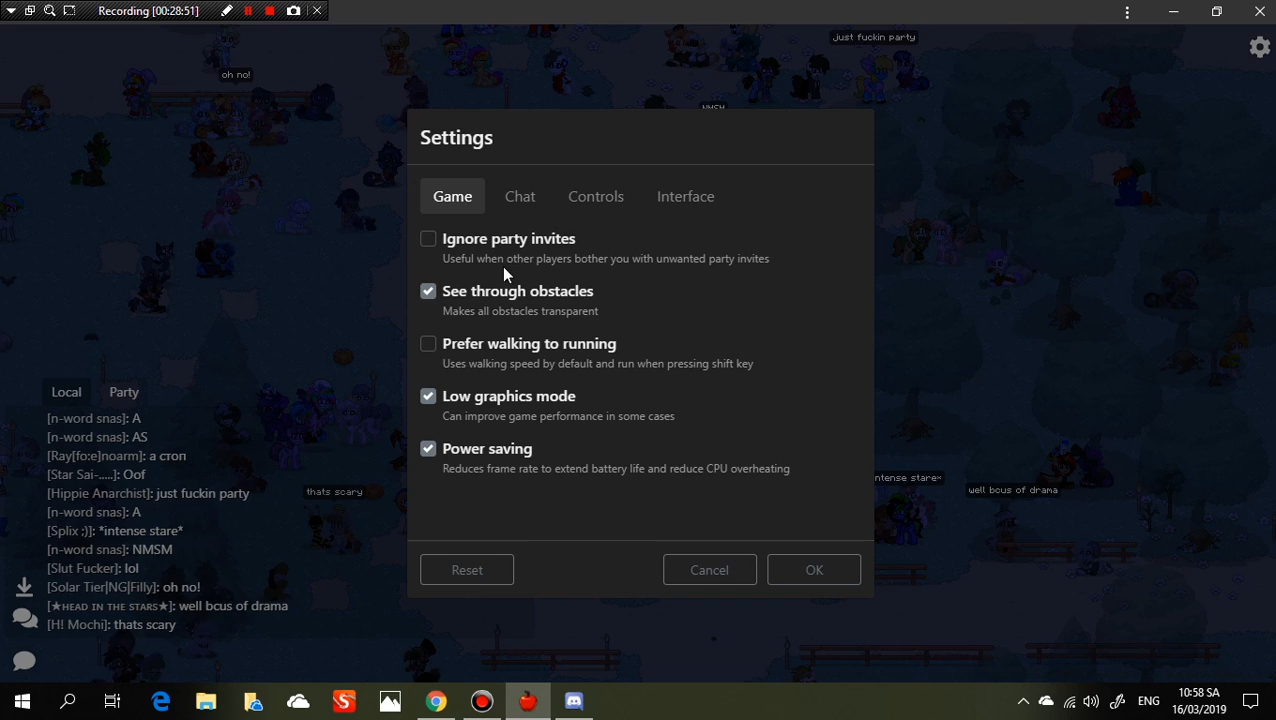 Recording [00:28:51]
just fuckin party
oh no!
NMSM
Settings
Game Chat Controls Interface
Ignore party invites
Useful when other players bother you with unwanted party invites
See through obstacles
Makes all obstacles transparent
Prefer walking to running
Uses walking speed by default and run when pressing shift key
Low graphics mode
Can improve game performance in some cases
Power saving
Reduces frame rate to extend battery life and reduce CPU overheating
Reset Cancel OK
Local Party
[n-word snas]: A
[n-word snas]: AS
[Ray[fo:e]noarm]: a cron
[Star Sai-.....]: Oof
[Hippie Anarchist]: just fuckin party
[n-word snas]: A
[Splix ;)]: *intense stare*
[n-word snas]: NMSM
[Slut Fucker]: lol
[Solar Tier|NG|Filly]: oh no!
[★HEAD IN THE STARS★]: well bcus of drama
[H! Mochi]: thats scary
thats scary
ntense stare*
well bcus of drama
ENG
10:58 SA
16/03/2019